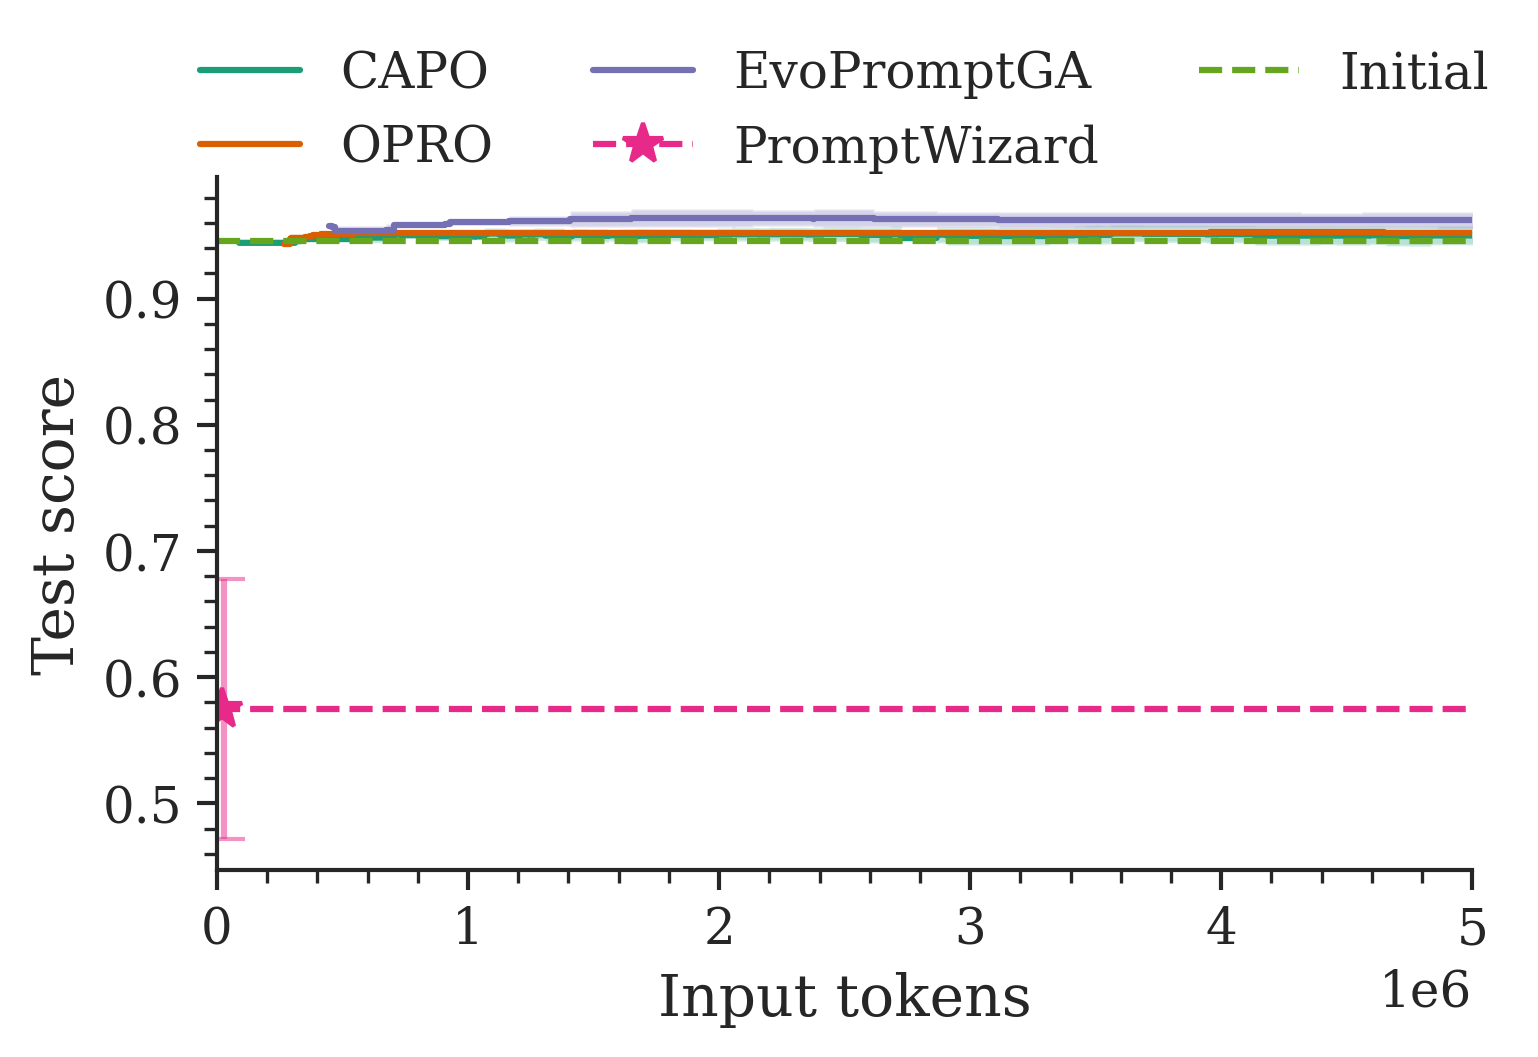 CAPO
EvoPromptGA
Initial
OPRO
PromptWizard
0.9
0.8
0.7
0.6
0.5
Test score
0
1
2
3
4
5
Input tokens
1e6